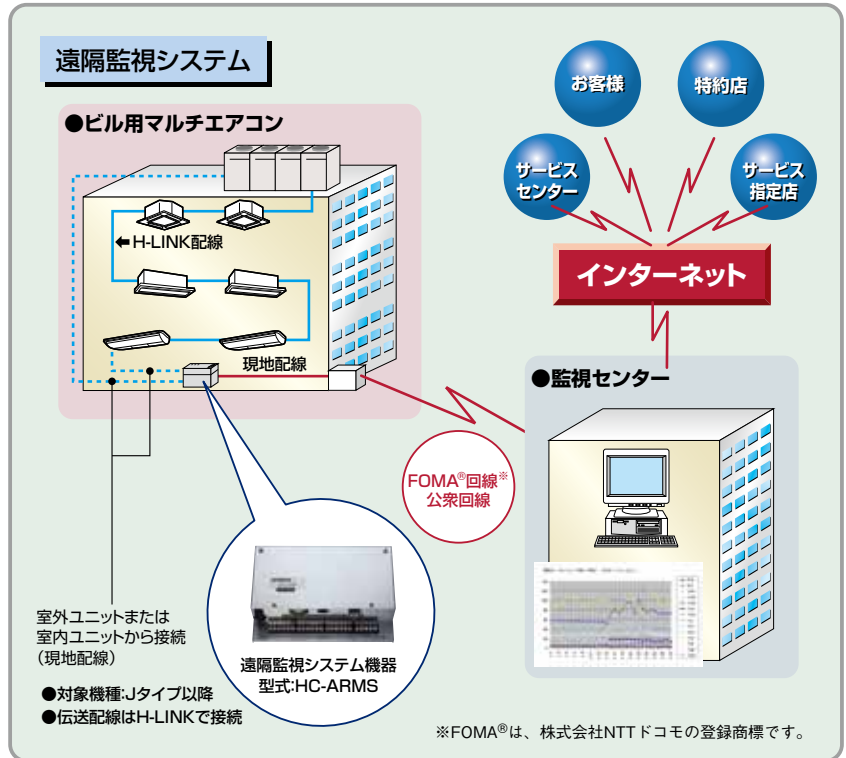 遠隔監視システム
●ビル用マルチエアコン
←H-LINK配線
現地配線
お客様
特約店
サービス
センター
サービス
指定店
インターネット
●監視センター
FOMA®回線※
公衆回線
遠隔監視システム機器
型式:HC-ARMS
室外ユニットまたは
室内ユニットから接続
(現地配線)
●対象機種:Jタイプ以降
●伝送配線はH-LINKで接続
※FOMA®は、株式会社NTTドコモの登録商標です。